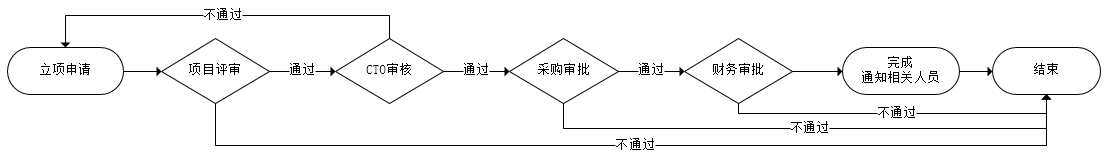 不通过
立项申请
项目评审
通过
CTO审核
通过
采购审批
通过
财务审批
完成
通知相关人员
结束
不通过
不通过
不通过